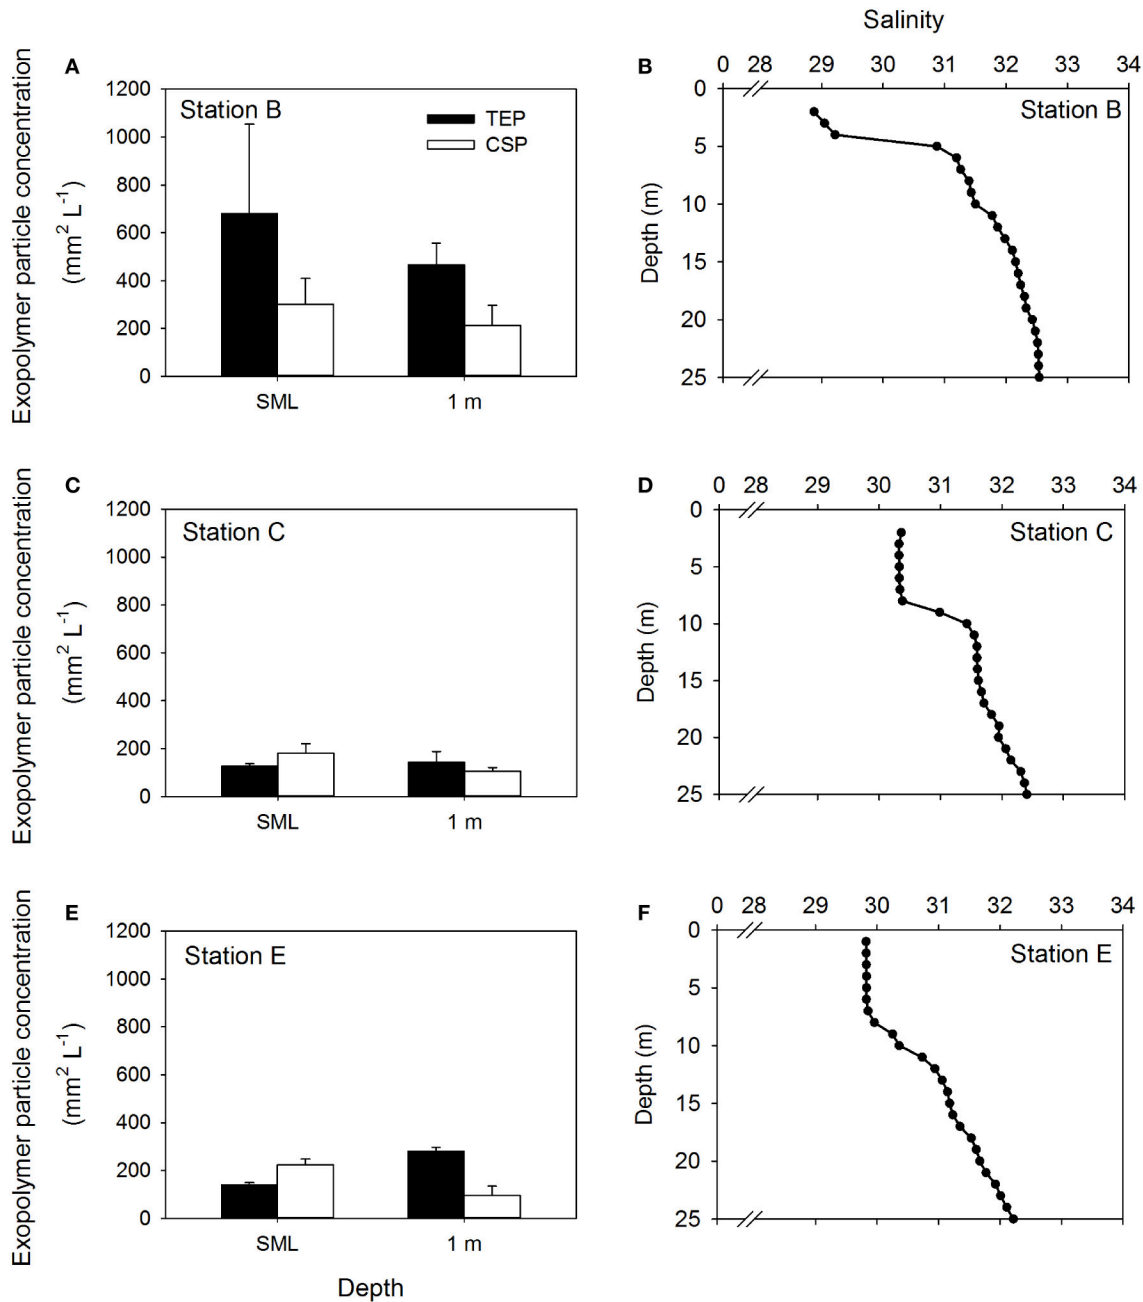 Salinity
A
Exopolymer particle concentration
(mm² L⁻¹)
1200
1000
800
600
400
200
0
Station B
TEP
CSP
SML
1 m
B
0 28 29 30 31 32 33 34
Station B
Depth (m)
0
5
10
15
20
25
C
Exopolymer particle concentration
(mm² L⁻¹)
1200
1000
800
600
400
200
0
Station C
SML
1 m
D
0 28 29 30 31 32 33 34
Station C
Depth (m)
0
5
10
15
20
25
E
Exopolymer particle concentration
(mm² L⁻¹)
1200
1000
800
600
400
200
0
Station E
SML
1 m
Depth
F
0 28 29 30 31 32 33 34
Station E
Depth (m)
0
5
10
15
20
25